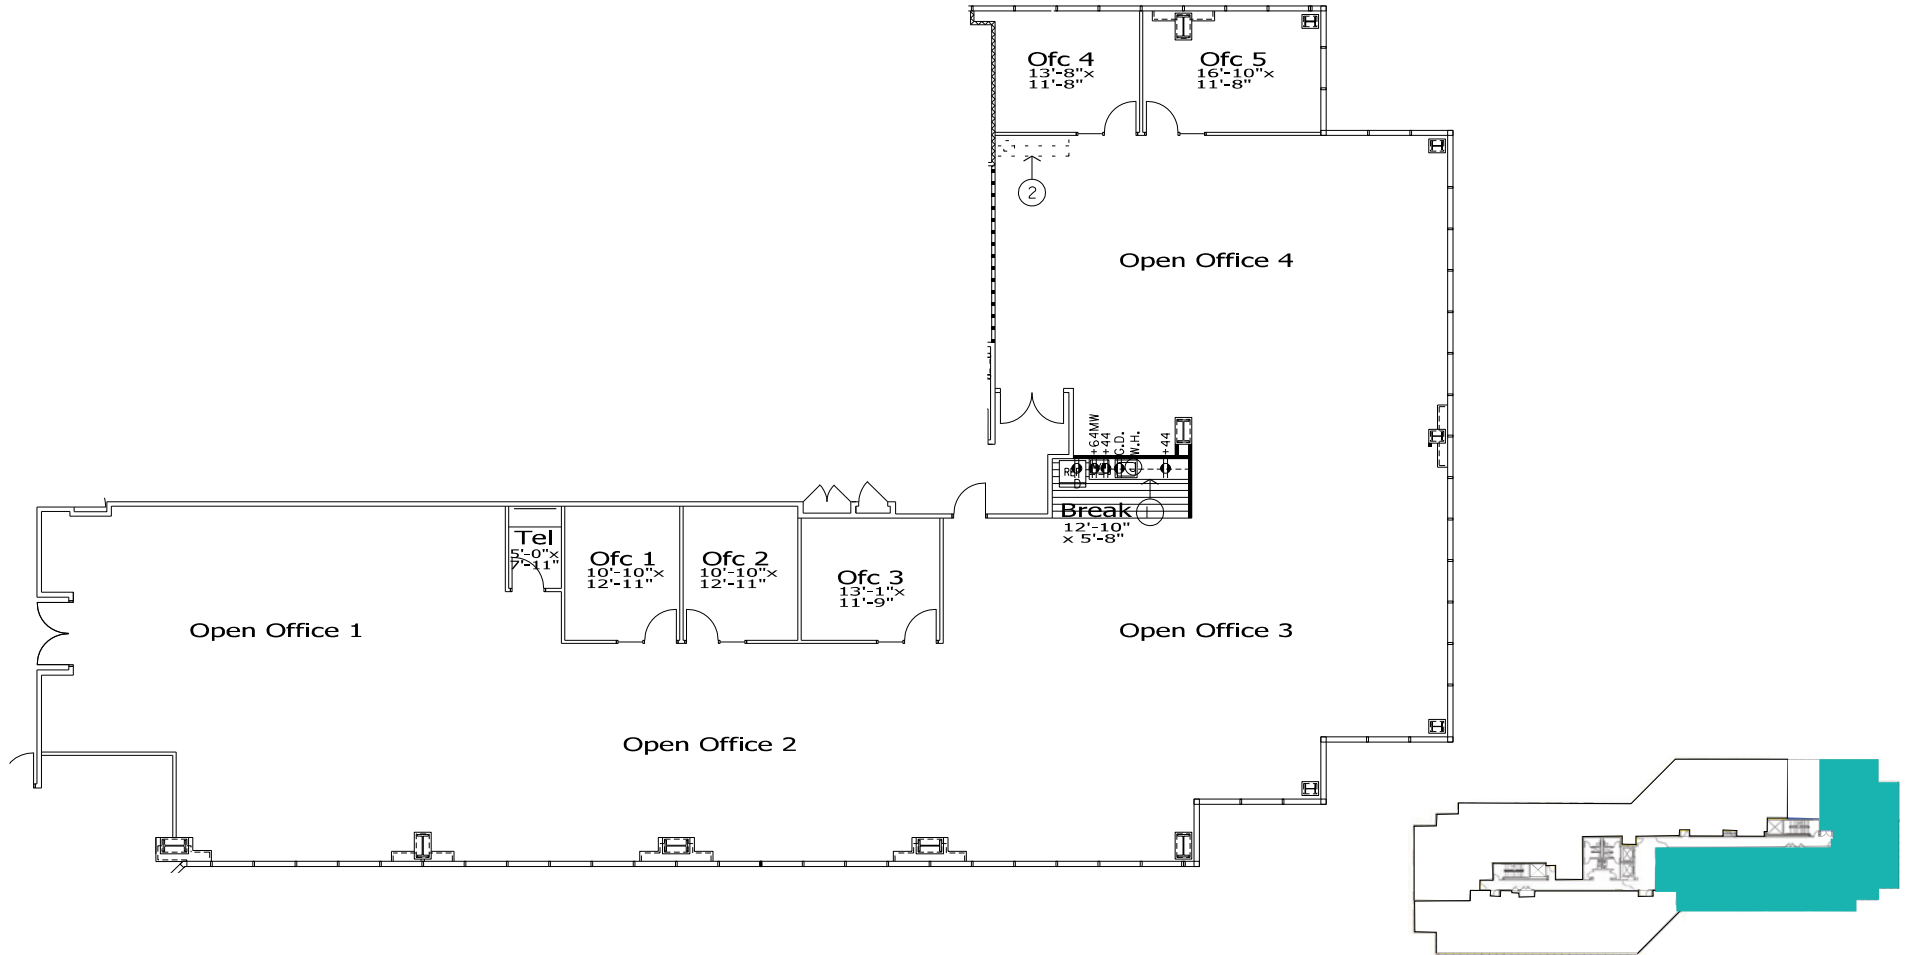 Ofc 4
13'-8"x
11'-8"
Ofc 5
16'-10"x
11'-8"
2
Open Office 4
+64MW
+44
G.D.
W.H.
+44
Break
12'-10"
x 5'-8"
1
Tel
5'-0"x
7'-11"
Ofc 1
10'-10"x
12'-11"
Ofc 2
10'-10"x
12'-11"
Ofc 3
13'-1"x
11'-9"
Open Office 1
Open Office 3
Open Office 2